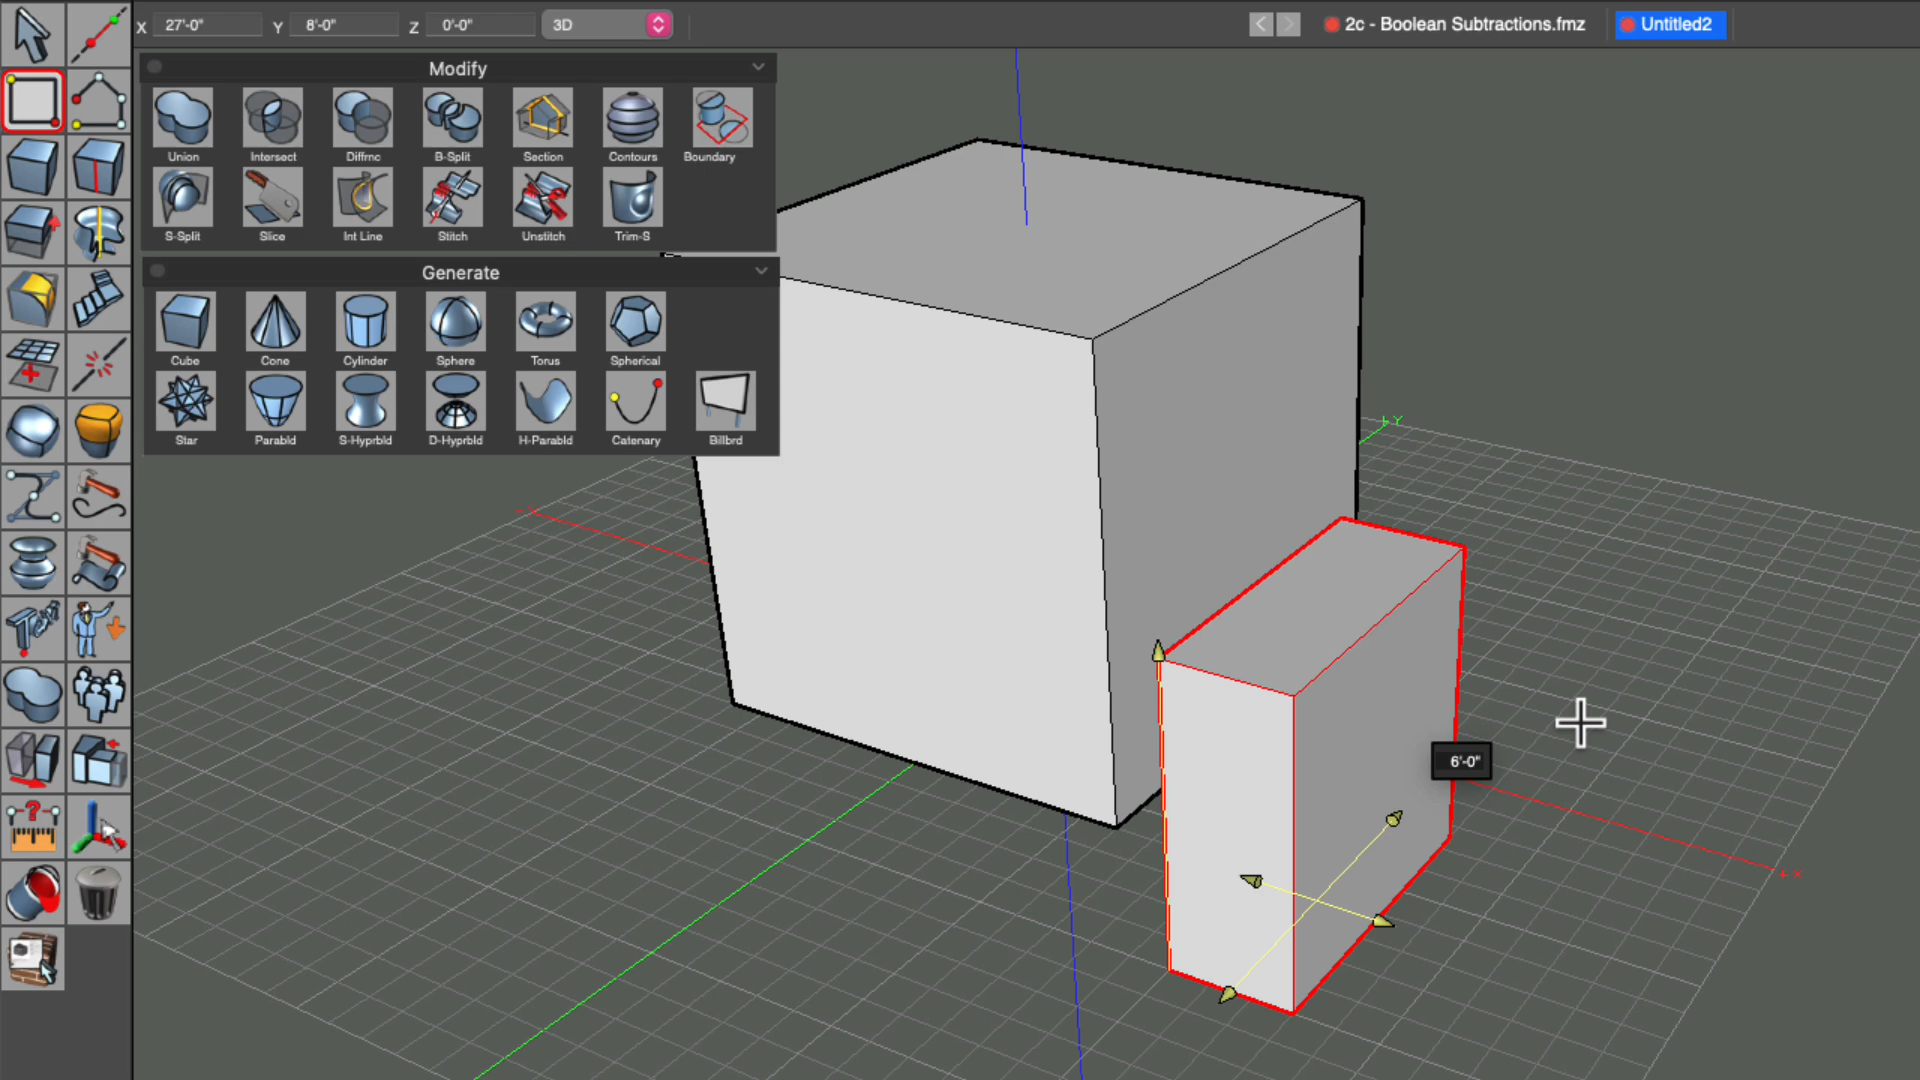 X 27'-0" Y 8'-0" Z 0'-0" 3D < > 2c - Boolean Subtractions.fmz Untitled2
Modify
Union Intersect Diffrnc B-Split Section Contours Boundary
S-Split Slice Int Line Stitch Unstitch Trim-S
Generate
Cube Cone Cylinder Sphere Torus Spherical
Star Parabld S-Hyprbld D-Hyprbld H-Parabld Catenary Billbrd
+Y
6'-0"
+X
Text
?